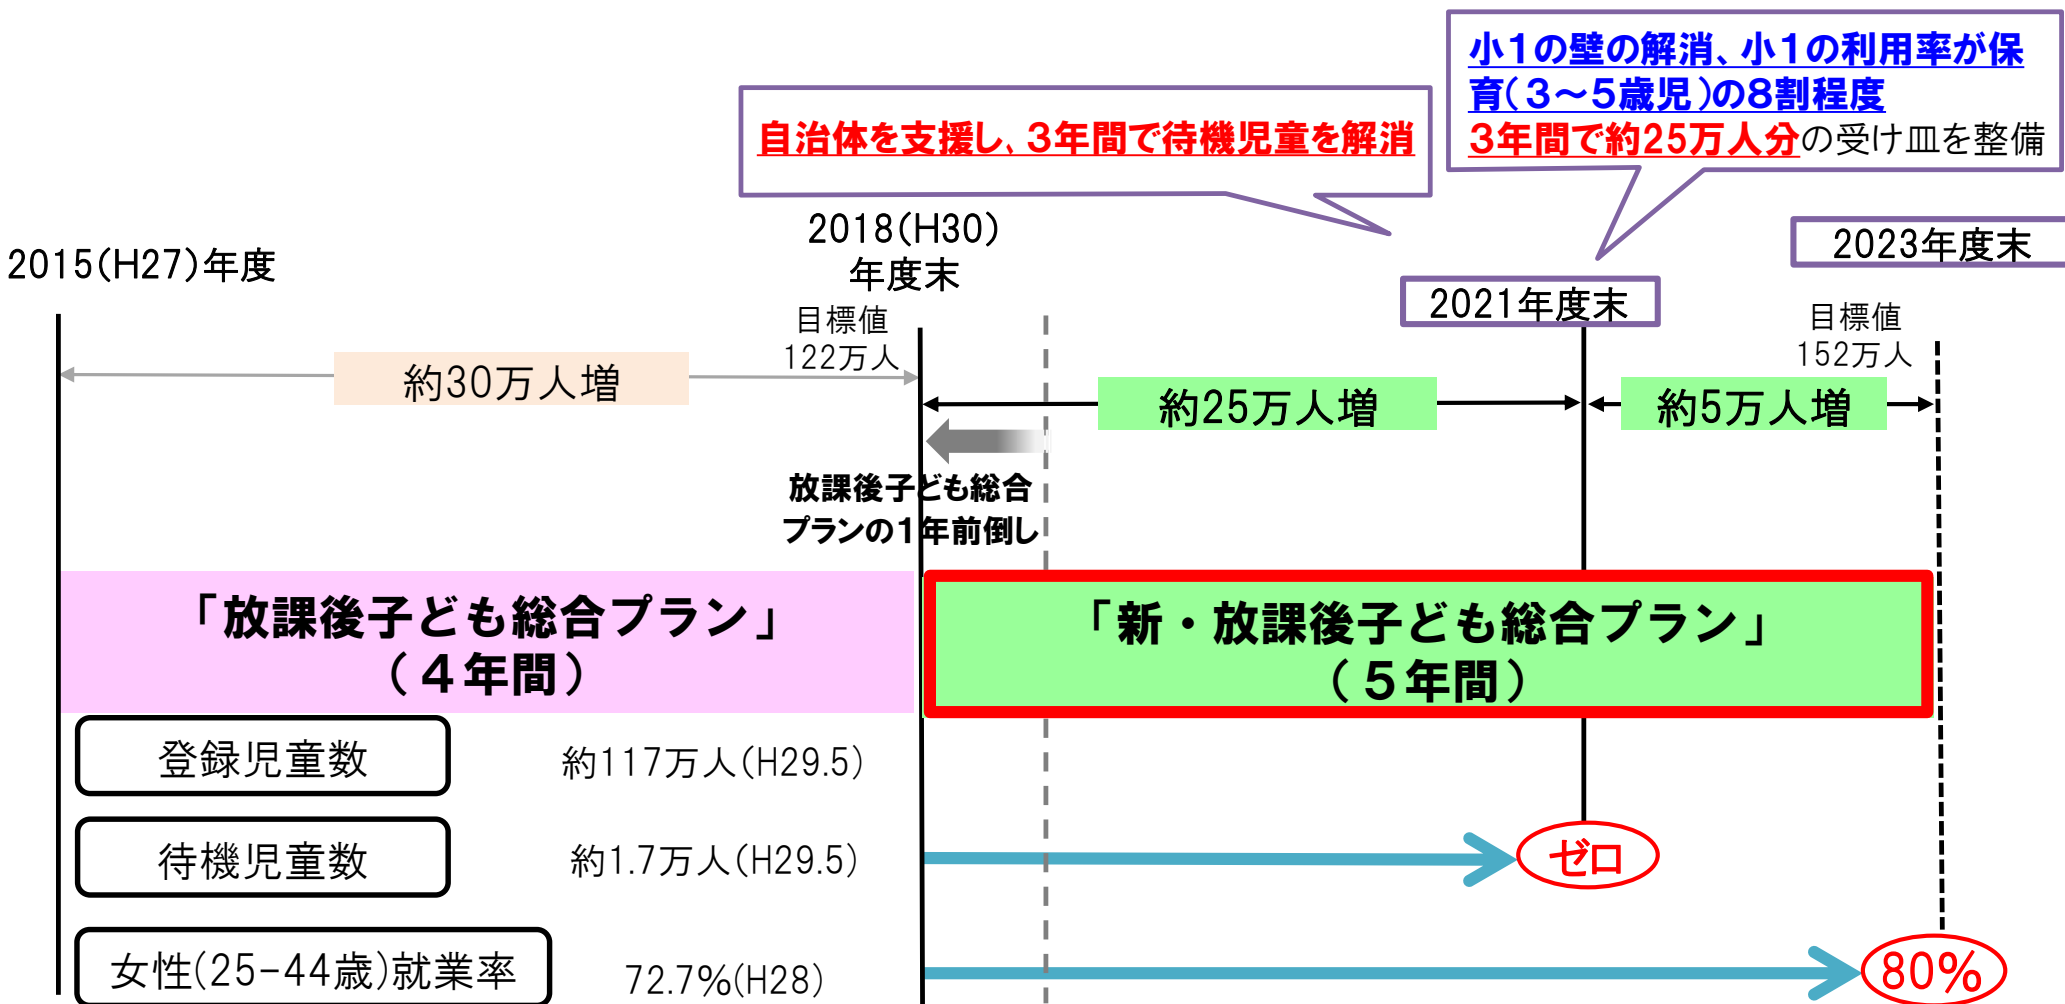 小1の壁の解消、小1の利用率が保
育(3～5歳児)の8割程度
3年間で約25万人分の受け皿を整備
自治体を支援し、3年間で待機児童を解消
2015(H27)年度
2018(H30)
年度末
2021年度末
2023年度末
目標値
122万人
目標値
152万人
約30万人増
約25万人増
約5万人増
放課後子ども総合
プランの1年前倒し
「放課後子ども総合プラン」
(4年間)
「新・放課後子ども総合プラン」
(5年間)
登録児童数
約117万人(H29.5)
待機児童数
約1.7万人(H29.5)
ゼロ
女性(25-44歳)就業率
72.7%(H28)
80%